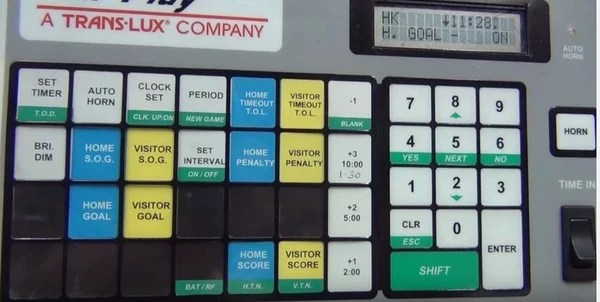 Play
A TRANS-LUX® COMPANY
HK ↓11:28
H. GOAL - ON
AUTO
HORN
SET
TIMER
T.O.D.
AUTO
HORN
CLOCK
SET
CLK. UP/DN
PERIOD
NEW GAME
HOME
TIMEOUT
T.O.L.
VISITOR
TIMEOUT
T.O.L.
-1
BLANK
7
8
9
HORN
BRI.
DIM
HOME
S.O.G.
VISITOR
S.O.G.
SET
INTERVAL
ON / OFF
HOME
PENALTY
VISITOR
PENALTY
+3
10:00
1:30
4
YES
5
NEXT
6
NO
TIME IN
HOME
GOAL
VISITOR
GOAL
+2
5:00
1
2
3
BAT / RF
HOME
SCORE
H.T.N.
VISITOR
SCORE
V.T.N.
+1
2:00
CLR
ESC
0
ENTER
SHIFT